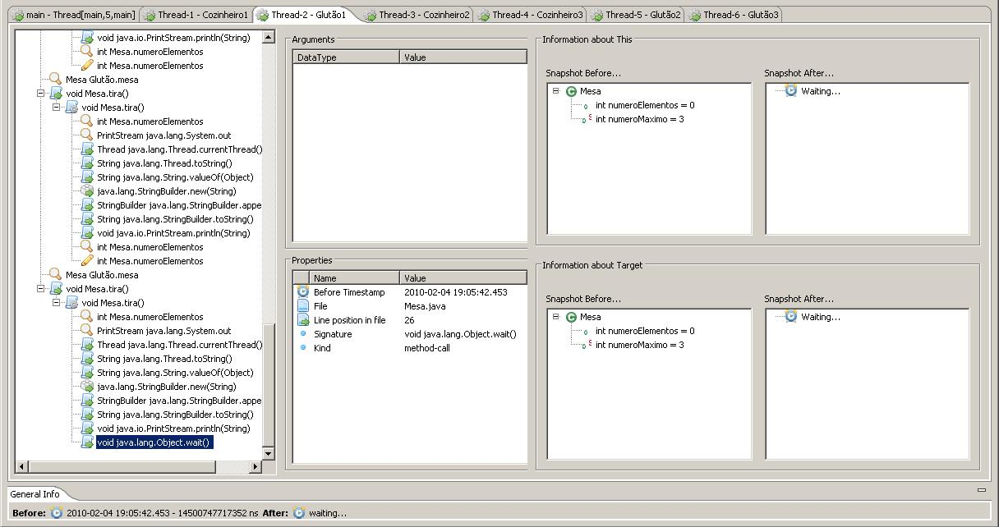 main - Thread[main,5,main] Thread-1 - Cozinheiro1 Thread-2 - Glutão1 Thread-3 - Cozinheiro2 Thread-4 - Cozinheiro3 Thread-5 - Glutão2 Thread-6 - Glutão3
void java.io.PrintStream.println(String)
int Mesa.numeroElementos
int Mesa.numeroElementos
Mesa Glutão.mesa
void Mesa.tira()
void Mesa.tira()
int Mesa.numeroElementos
PrintStream java.lang.System.out
Thread java.lang.Thread.currentThread()
String java.lang.Thread.toString()
String java.lang.String.valueOf(Object)
java.lang.StringBuilder.new(String)
StringBuilder java.lang.StringBuilder.appe
String java.lang.StringBuilder.toString()
void java.io.PrintStream.println(String)
int Mesa.numeroElementos
int Mesa.numeroElementos
Mesa Glutão.mesa
void Mesa.tira()
void Mesa.tira()
int Mesa.numeroElementos
PrintStream java.lang.System.out
Thread java.lang.Thread.currentThread()
String java.lang.Thread.toString()
String java.lang.String.valueOf(Object)
java.lang.StringBuilder.new(String)
StringBuilder java.lang.StringBuilder.appe
String java.lang.StringBuilder.toString()
void java.io.PrintStream.println(String)
void java.lang.Object.wait()
Arguments
DataType Value
Properties
Name Value
Before Timestamp 2010-02-04 19:05:42.453
File Mesa.java
Line position in file 26
Signature void java.lang.Object.wait()
Kind method-call
Information about This
Snapshot Before... Snapshot After...
Mesa Waiting...
int numeroElementos = 0
S int numeroMaximo = 3
Information about Target
Snapshot Before... Snapshot After...
Mesa Waiting...
int numeroElementos = 0
S int numeroMaximo = 3
General Info
Before: 2010-02-04 19:05:42.453 - 14500747717352 ns After: waiting...